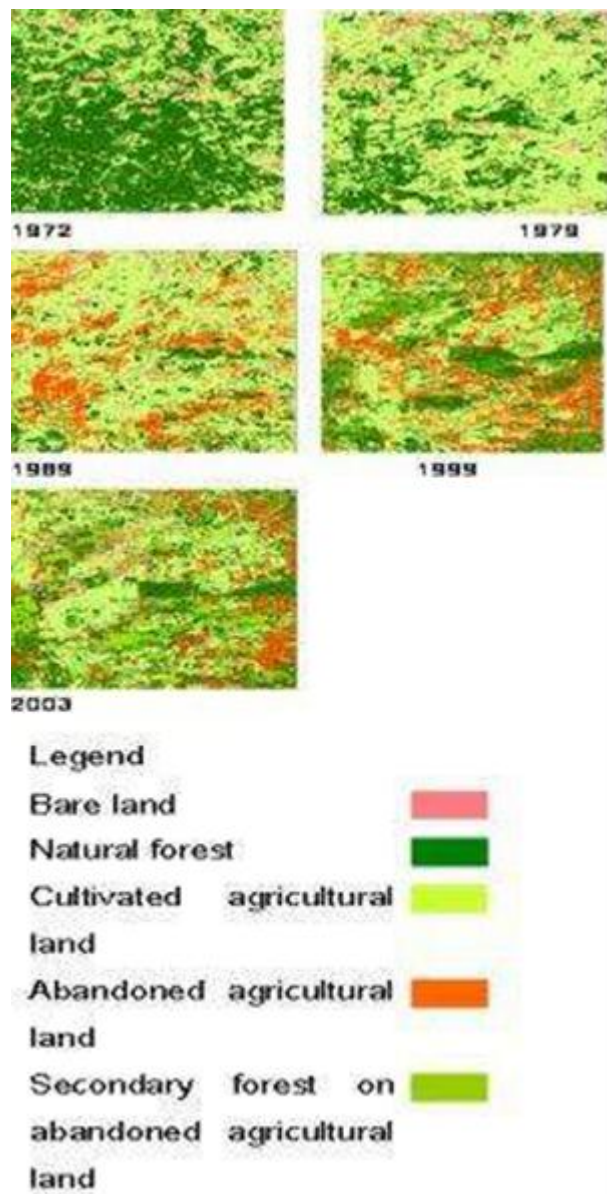 1972
1979
1989
1999
2003
Legend
Bare land
Natural forest
Cultivated agricultural
land
Abandoned agricultural
land
Secondary forest on
abandoned agricultural
land